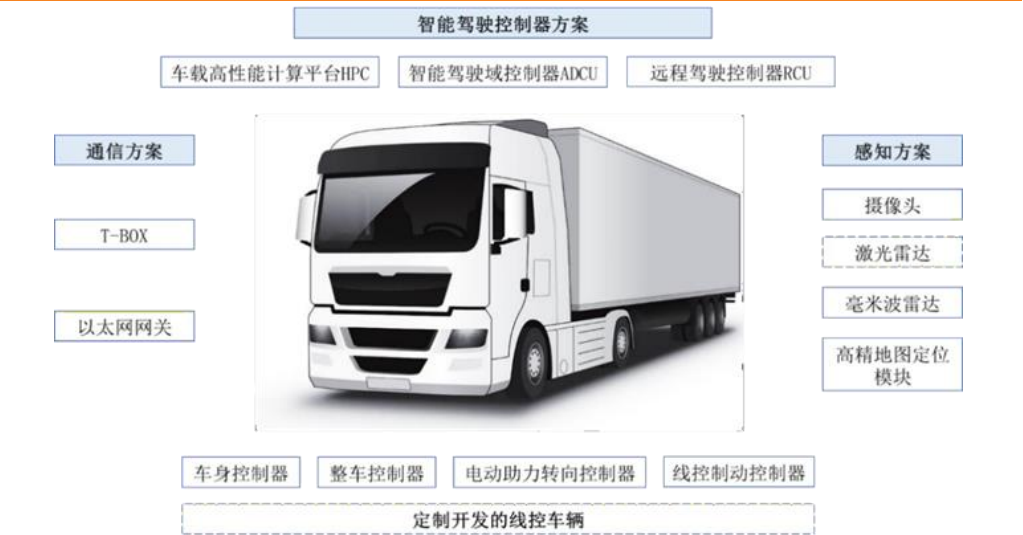 智能驾驶控制器方案
车载高性能计算平台HPC
智能驾驶域控制器ADCU
远程驾驶控制器RCU
通信方案
T-BOX
以太网网关
感知方案
摄像头
激光雷达
毫米波雷达
高精地图定位
模块
车身控制器
整车控制器
电动助力转向控制器
线控制动控制器
定制开发的线控车辆